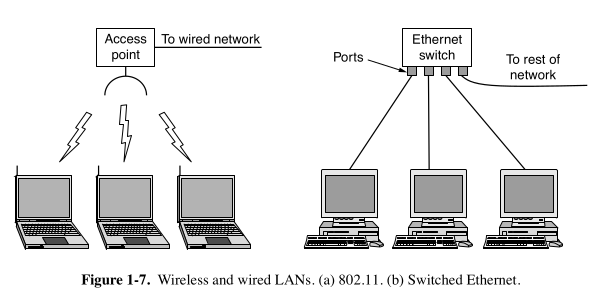 Access
point
To wired network
Ports
Ethernet
switch
To rest of
network
Figure 1-7. Wireless and wired LANs. (a) 802.11. (b) Switched Ethernet.